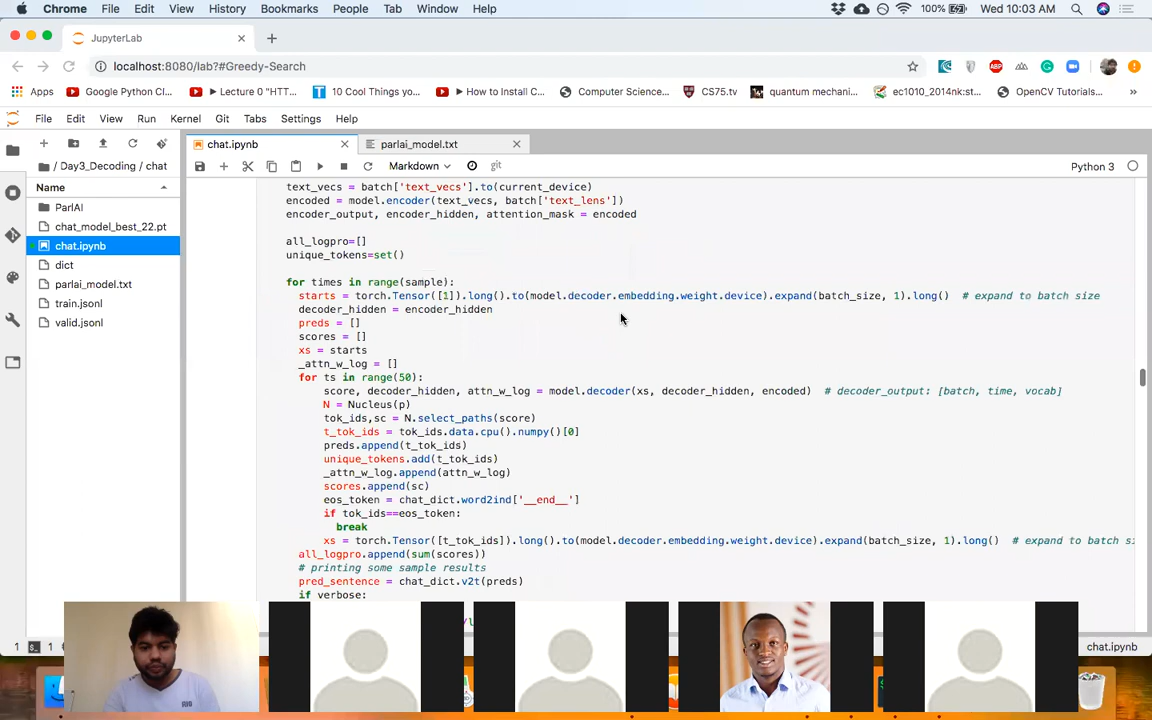 Chrome File Edit View History Bookmarks People Tab Window Help 100% Wed 10:03 AM
JupyterLab
localhost:8080/lab?#Greedy-Search
Apps Google Python Cl... ▶ Lecture 0 "HTT... 10 Cool Things yo... ▶ How to Install C... Computer Science... CS75.tv quantum mechani... ec1010_2014nk:st... OpenCV Tutorials... »
File Edit View Run Kernel Git Tabs Settings Help
chat.ipynb parlai_model.txt
/ Day3_Decoding / chat
Markdown git Python 3
Name
ParlAI
chat_model_best_22.pt
chat.ipynb
dict
parlai_model.txt
train.jsonl
valid.jsonl
text_vecs = batch['text_vecs'].to(current_device)
encoded = model.encoder(text_vecs, batch['text_lens'])
encoder_output, encoder_hidden, attention_mask = encoded
all_logpro=[]
unique_tokens=set()
for times in range(sample):
starts = torch.Tensor([1]).long().to(model.decoder.embedding.weight.device).expand(batch_size, 1).long() # expand to batch size
decoder_hidden = encoder_hidden
preds = []
scores = []
xs = starts
_attn_w_log = []
for ts in range(50):
score, decoder_hidden, attn_w_log = model.decoder(xs, decoder_hidden, encoded) # decoder_output: [batch, time, vocab]
N = Nucleus(p)
tok_ids,sc = N.select_paths(score)
t_tok_ids = tok_ids.data.cpu().numpy()[0]
preds.append(t_tok_ids)
unique_tokens.add(t_tok_ids)
_attn_w_log.append(attn_w_log)
scores.append(sc)
eos_token = chat_dict.word2ind['__end__']
if tok_ids==eos_token:
break
xs = torch.Tensor([t_tok_ids]).long().to(model.decoder.embedding.weight.device).expand(batch_size, 1).long() # expand to batch si
all_logpro.append(sum(scores))
# printing some sample results
pred_sentence = chat_dict.v2t(preds)
if verbose:
1 1 chat.ipynb